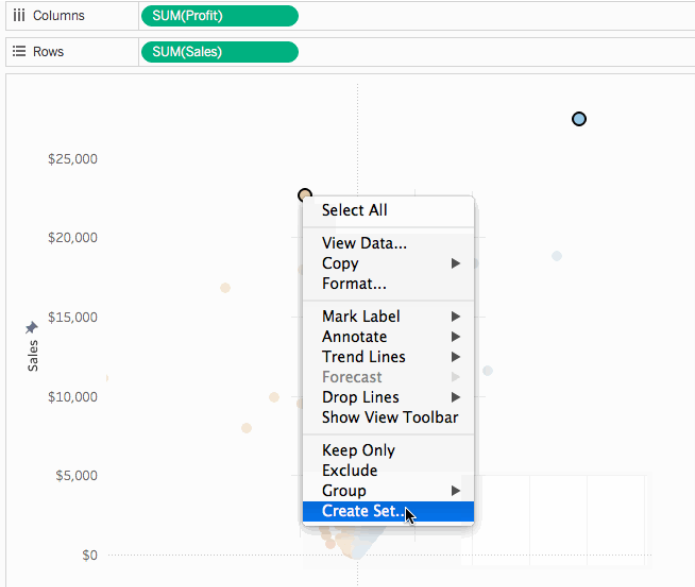 Columns SUM(Profit)
Rows SUM(Sales)
$25,000
$20,000
$15,000
$10,000
$5,000
$0
Sales
Select All
View Data...
Copy
Format...
Mark Label
Annotate
Trend Lines
Forecast
Drop Lines
Show View Toolbar
Keep Only
Exclude
Group
Create Set...